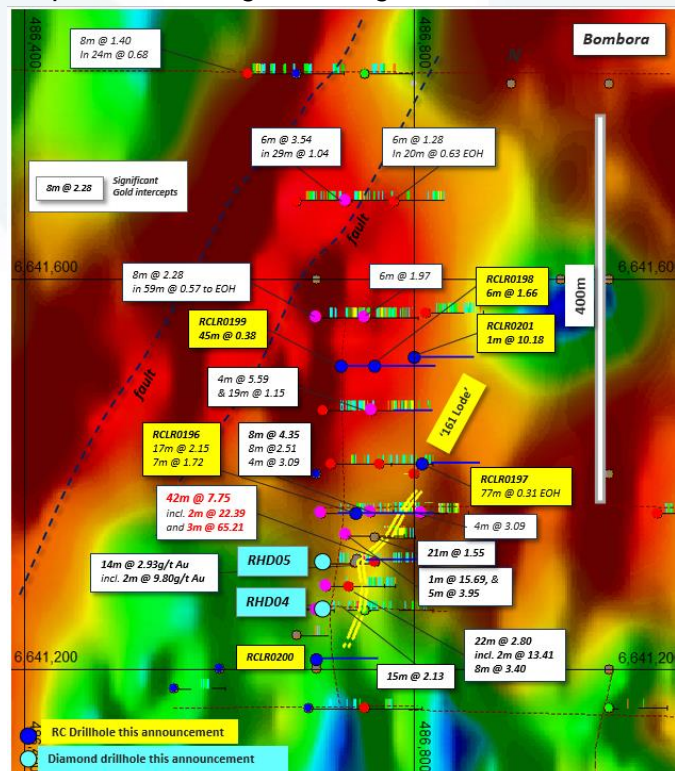 Bombora
486,400
486,800
8m @ 1.40
In 24m @ 0.68
6m @ 3.54
in 29m @ 1.04
6m @ 1.28
In 20m @ 0.63 EOH
8m @ 2.28
Significant
Gold intercepts
fault
6,641,600
6,641,600
8m @ 2.28
in 59m @ 0.57 to EOH
6m @ 1.97
RCLR0198
6m @ 1.66
400m
RCLR0199
45m @ 0.38
RCLR0201
1m @ 10.18
fault
4m @ 5.59
& 19m @ 1.15
'161 Lode'
RCLR0196
17m @ 2.15
7m @ 1.72
8m @ 4.35
8m @2.51
4m @ 3.09
RCLR0197
77m @ 0.31 EOH
42m @ 7.75
incl. 2m @ 22.39
and 3m @ 65.21
4m @ 3.09
21m @ 1.55
14m @ 2.93g/t Au
incl. 2m @ 9.80g/t Au
RHD05
1m @ 15.69, &
5m @ 3.95
RHD04
22m @ 2.80
incl. 2m @ 13.41
8m @ 3.40
RCLR0200
15m @ 2.13
6,641,200
6,641,200
486,400
486,800
RC Drillhole this announcement
Diamond drillhole this announcement